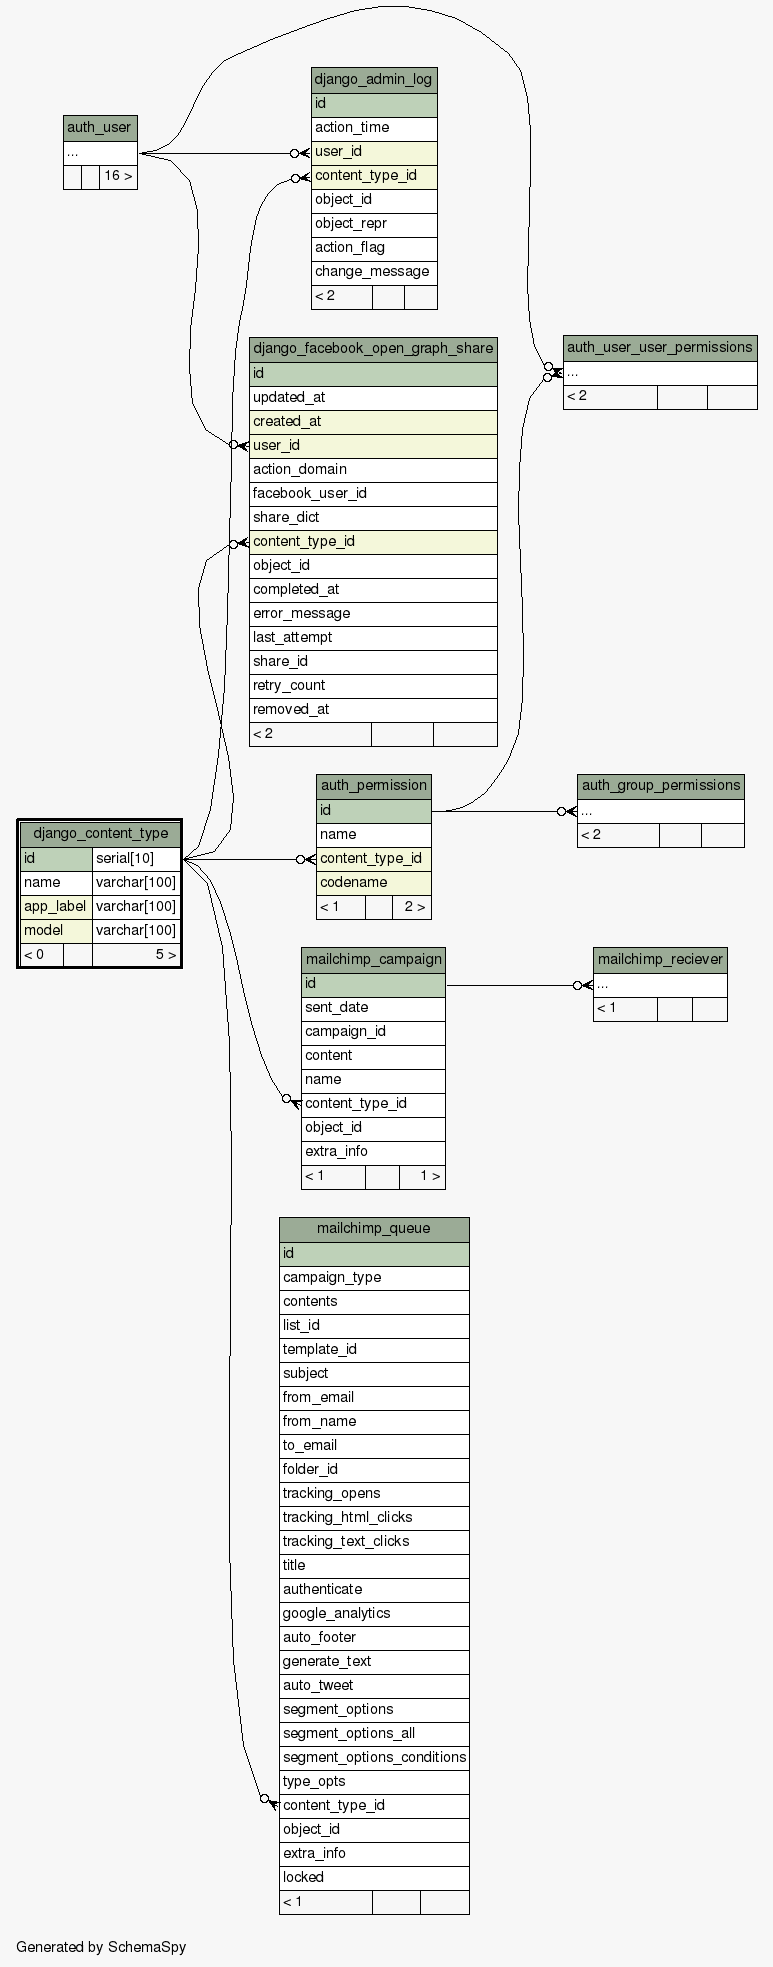 django_admin_log
id
action_time
user_id
content_type_id
object_id
object_repr
action_flag
change_message
< 2
auth_user
...
16 >
django_facebook_open_graph_share
id
updated_at
created_at
user_id
action_domain
facebook_user_id
share_dict
content_type_id
object_id
completed_at
error_message
last_attempt
share_id
retry_count
removed_at
< 2
auth_user_user_permissions
...
< 2
auth_permission
id
name
content_type_id
codename
< 1 2 >
auth_group_permissions
...
< 2
django_content_type
id serial[10]
name varchar[100]
app_label varchar[100]
model varchar[100]
< 0 5 >
mailchimp_campaign
id
sent_date
campaign_id
content
name
content_type_id
object_id
extra_info
< 1 1 >
mailchimp_reciever
...
< 1
mailchimp_queue
id
campaign_type
contents
list_id
template_id
subject
from_email
from_name
to_email
folder_id
tracking_opens
tracking_html_clicks
tracking_text_clicks
title
authenticate
google_analytics
auto_footer
generate_text
auto_tweet
segment_options
segment_options_all
segment_options_conditions
type_opts
content_type_id
object_id
extra_info
locked
< 1
Generated by SchemaSpy